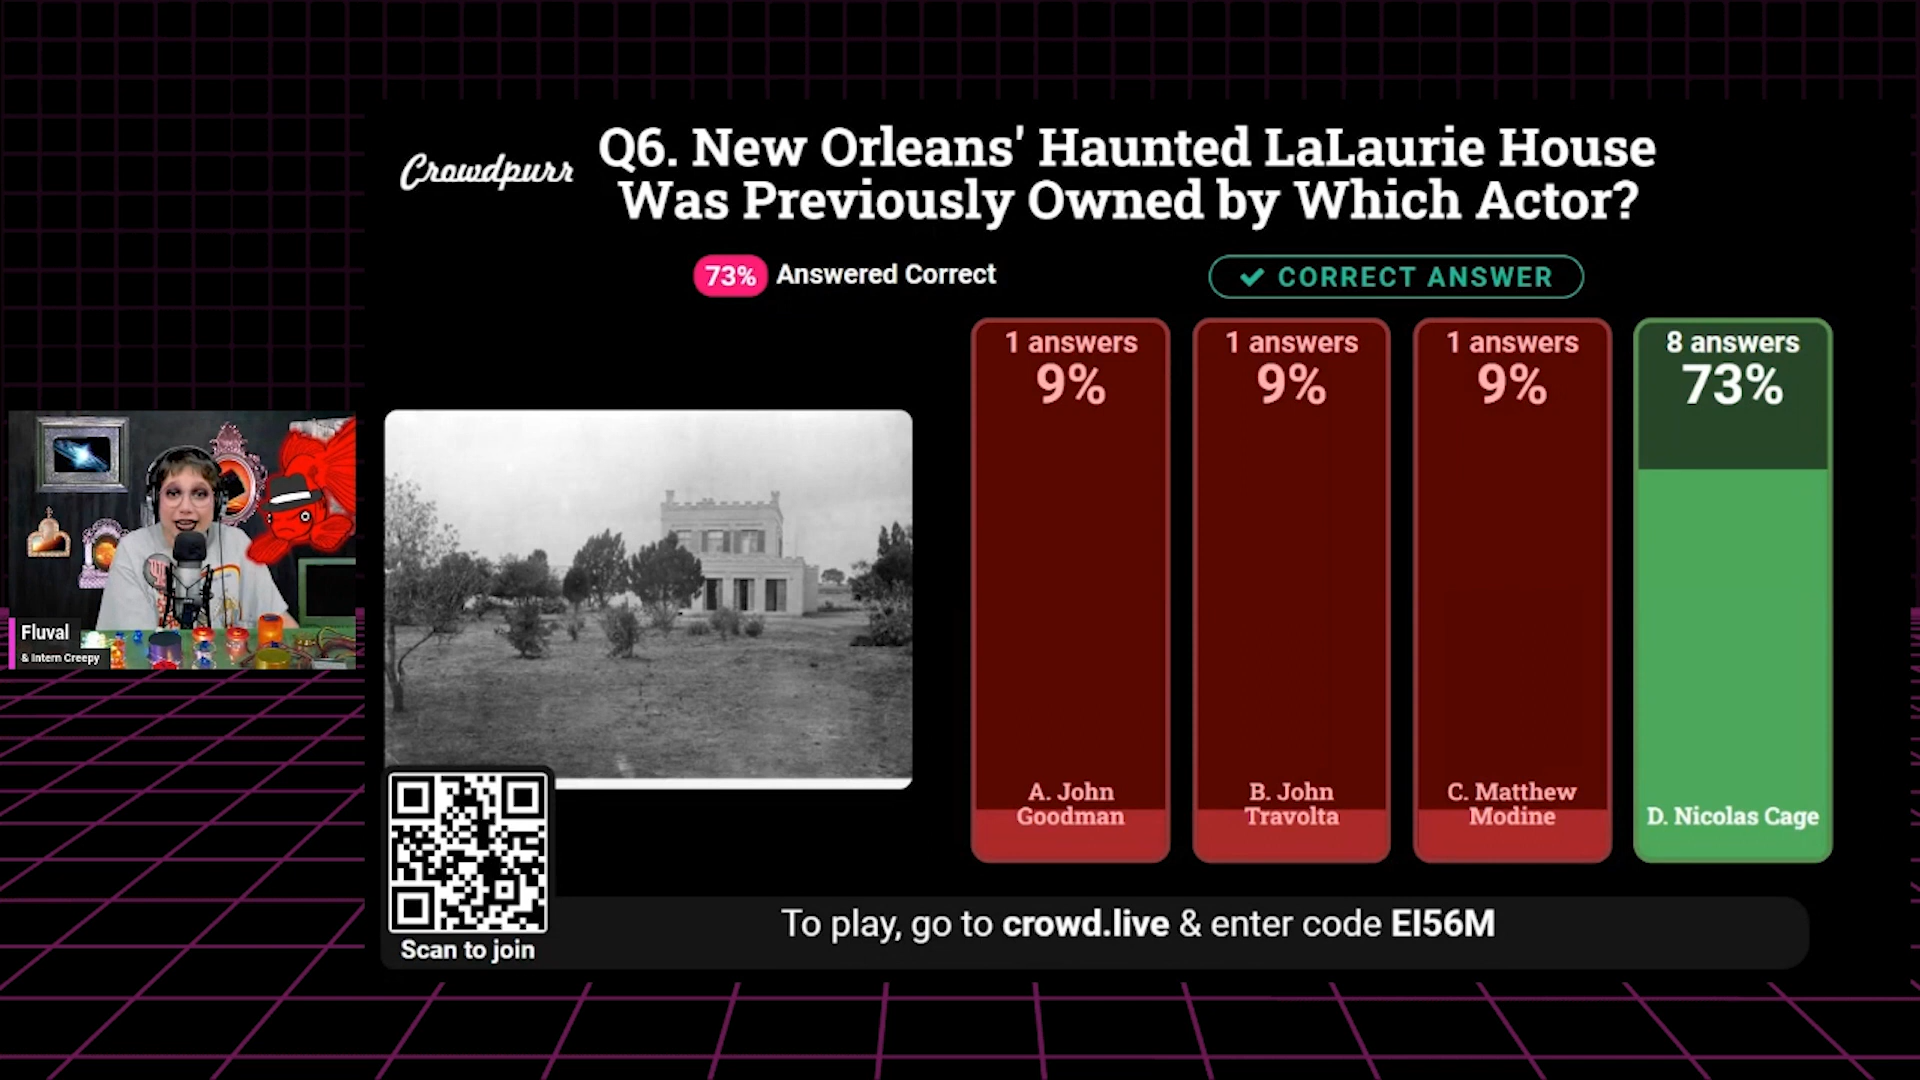 Crowdpurr
Q6. New Orleans' Haunted LaLaurie House
Was Previously Owned by Which Actor?
73% Answered Correct
CORRECT ANSWER
1 answers
9%
A. John
Goodman
1 answers
9%
B. John
Travolta
1 answers
9%
C. Matthew
Modine
8 answers
73%
D. Nicolas Cage
Fluval
& Intern Creepy
Scan to join
To play, go to crowd.live & enter code EI56M